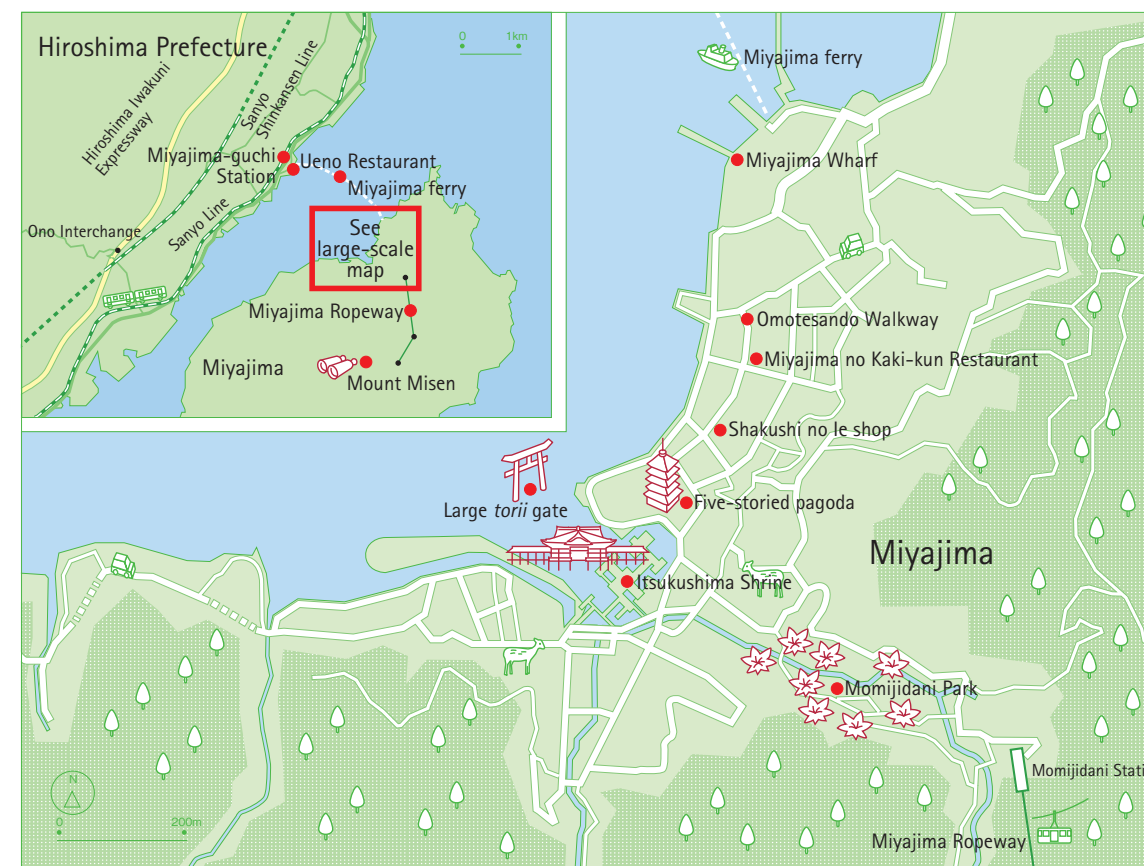 Hiroshima Prefecture
0 1km
Hiroshima Iwakuni
Expressway
Sanyo
Shinkansen Line
Miyajima-guchi
Station
Ueno Restaurant
Miyajima ferry
Sanyo Line
Ono Interchange
See
large-scale
map
Miyajima Ropeway
Miyajima
Mount Misen
Miyajima ferry
Miyajima Wharf
Omotesando Walkway
Miyajima no Kaki-kun Restaurant
Shakushi no le shop
Large torii gate
Five-storied pagoda
Miyajima
Itsukushima Shrine
Momijidani Park
Momijidani Stati
Miyajima Ropeway
N
0 200m